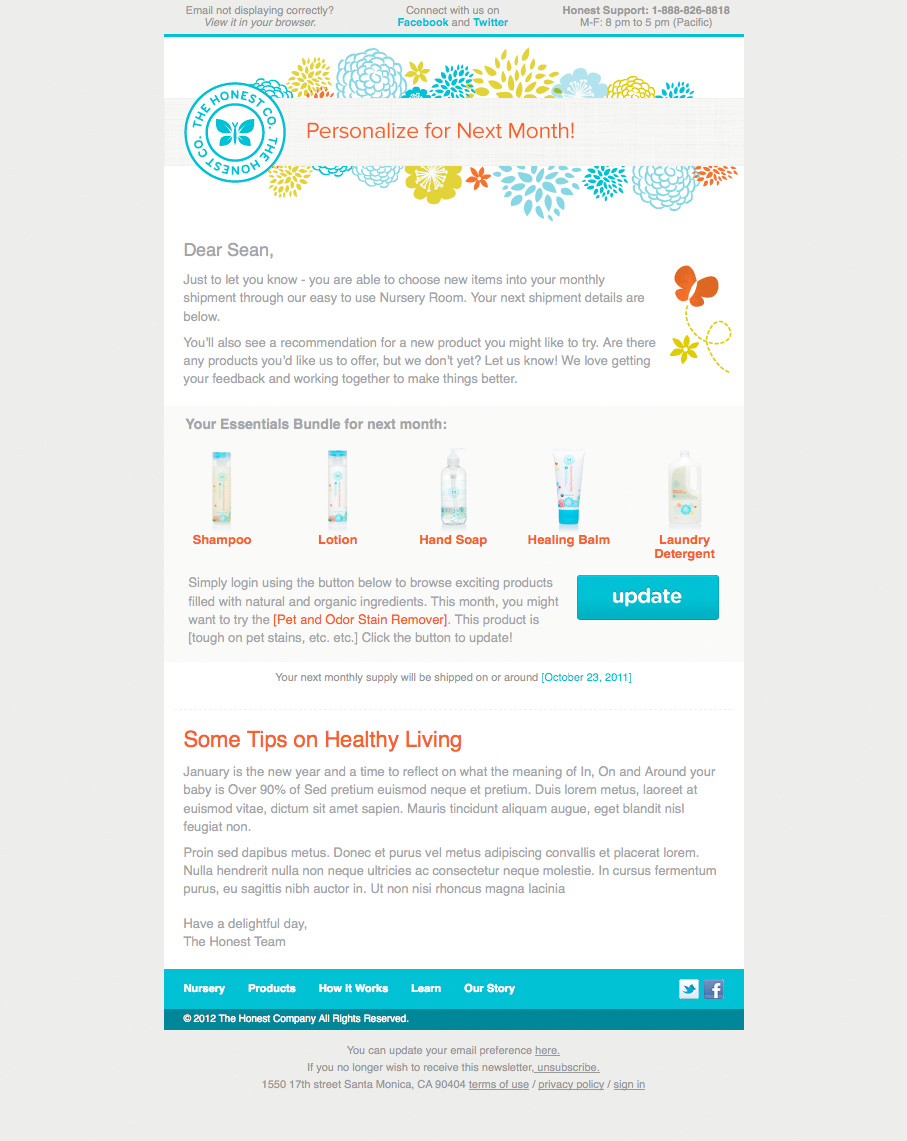 Email not displaying correctly?
View it in your browser.
Connect with us on
Facebook and Twitter
Honest Support: 1-888-826-8818
M-F: 8 pm to 5 pm (Pacific)
THE HONEST CO. THE HONEST CO.
Personalize for Next Month!
Dear Sean,
Just to let you know - you are able to choose new items into your monthly
shipment through our easy to use Nursery Room. Your next shipment details are
below.
You'll also see a recommendation for a new product you might like to try. Are there
any products you'd like us to offer, but we don't yet? Let us know! We love getting
your feedback and working together to make things better.
Your Essentials Bundle for next month:
Shampoo
Lotion
Hand Soap
Healing Balm
Laundry
Detergent
Simply login using the button below to browse exciting products
filled with natural and organic ingredients. This month, you might
want to try the [Pet and Odor Stain Remover]. This product is
[tough on pet stains, etc. etc.] Click the button to update!
update
Your next monthly supply will be shipped on or around [October 23, 2011]
Some Tips on Healthy Living
January is the new year and a time to reflect on what the meaning of In, On and Around your
baby is Over 90% of Sed pretium euismod neque et pretium. Duis lorem metus, laoreet at
euismod vitae, dictum sit amet sapien. Mauris tincidunt aliquam augue, eget blandit nisl
feugiat non.
Proin sed dapibus metus. Donec et purus vel metus adipiscing convallis et placerat lorem.
Nulla hendrerit nulla non neque ultricies ac consectetur neque molestie. In cursus fermentum
purus, eu sagittis nibh auctor in. Ut non nisi rhoncus magna lacinia
Have a delightful day,
The Honest Team
Nursery Products How It Works Learn Our Story
© 2012 The Honest Company All Rights Reserved.
You can update your email preference here.
If you no longer wish to receive this newsletter, unsubscribe.
1550 17th street Santa Monica, CA 90404 terms of use / privacy policy / sign in